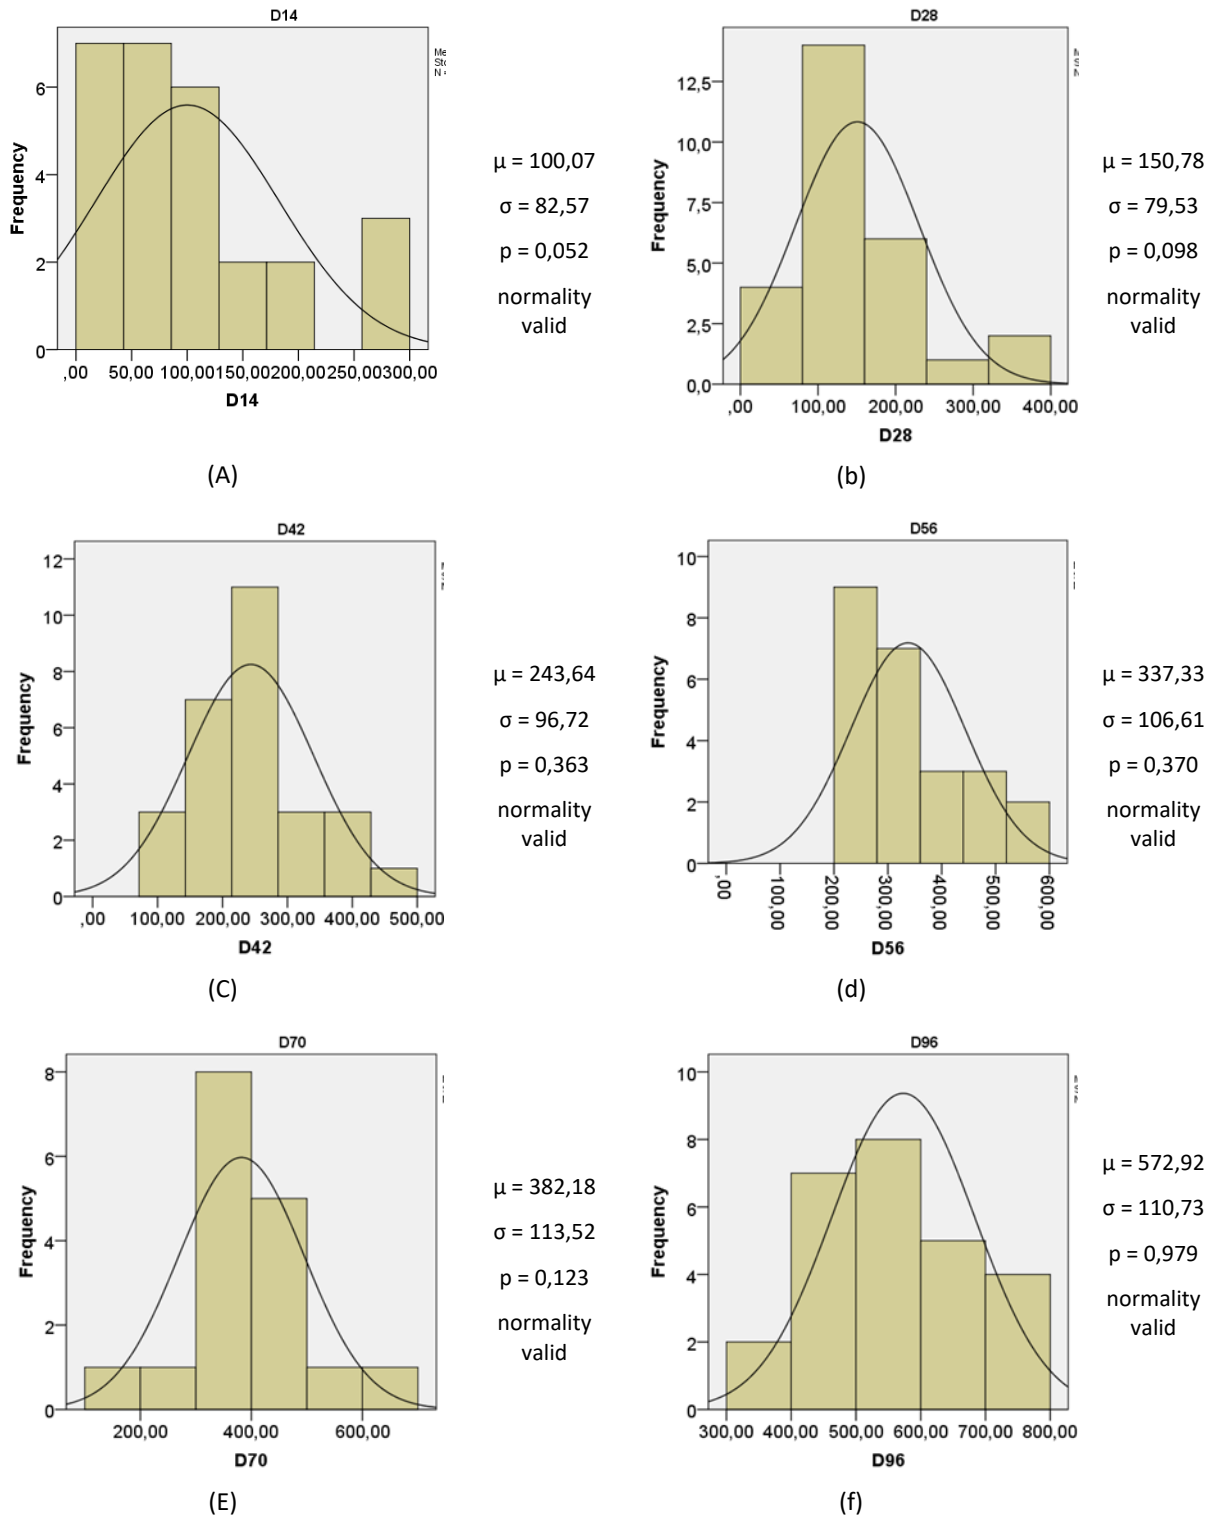 D14
Me
N
6
4
2
0
Frequency
,00 50,00 100,00 150,00 200,00 250,00 300,00
D14
μ = 100,07
σ = 82,57
p = 0,052
normality
valid
(A)
D28
12,5
10,0
7,5
5,0
2,5
0,0
Frequency
,00 100,00 200,00 300,00 400,00
D28
μ = 150,78
σ = 79,53
p = 0,098
normality
valid
(b)
D42
12
10
8
6
4
2
0
Frequency
,00 100,00 200,00 300,00 400,00 500,00
D42
μ = 243,64
σ = 96,72
p = 0,363
normality
valid
(C)
D56
10
8
6
4
2
0
Frequency
,00 100,00 200,00 300,00 400,00 500,00 600,00
D56
μ = 337,33
σ = 106,61
p = 0,370
normality
valid
(d)
D70
8
6
4
2
0
Frequency
200,00 400,00 600,00
D70
μ = 382,18
σ = 113,52
p = 0,123
normality
valid
(E)
D96
10
8
6
4
2
0
Frequency
300,00 400,00 500,00 600,00 700,00 800,00
D96
μ = 572,92
σ = 110,73
p = 0,979
normality
valid
(f)